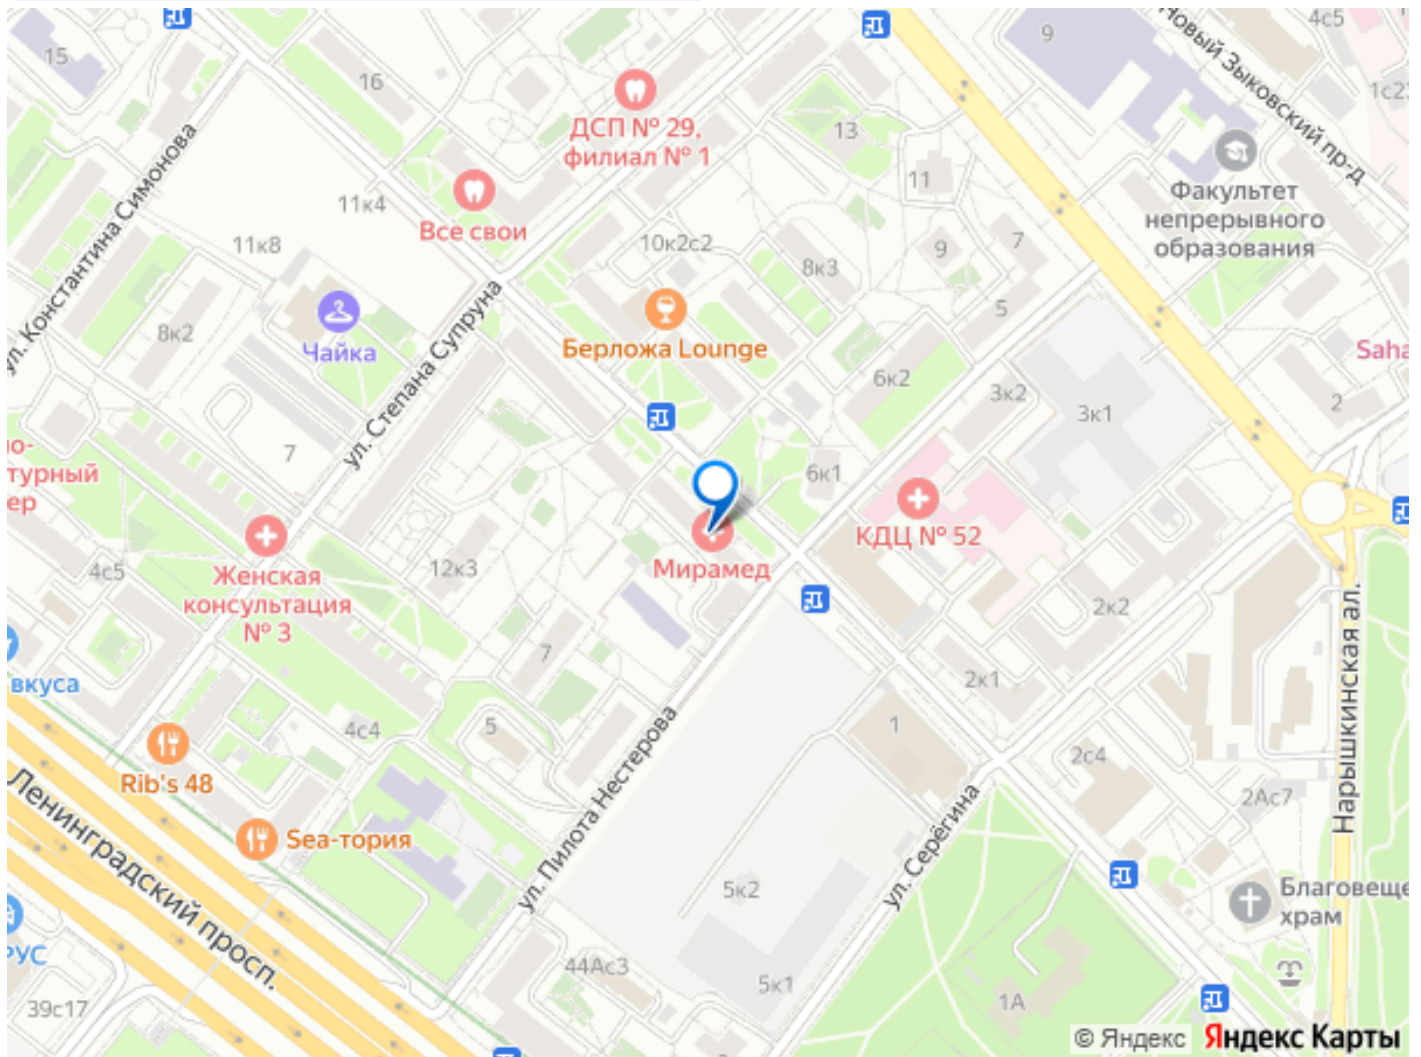 15
16
9
4с5
Новый Зыковский пр-д
1с23
ДСП № 29,
филиал № 1
13
11
Факультет
непрерывного
образования
ул. Константина Симонова
11к4
Все свои
11к8
10к2с2
8к3
9
7
5
8к2
Чайка
ул. Степана Супруна
Берложа Lounge
6к2
3к2
3к1
2
Saha
7
6к1
КДЦ № 52
турный
ер
Женская
консультация
№ 3
4с5
12к3
Мирамед
2к2
Нарышкинская ал.
вкуса
7
2к1
4с4
5
1
2с4
2Ас7
Rib's 48
Sea-тория
Ленинградский просп.
ул. Пилота Нестерова
ул. Серёгина
5к2
Благовеще
храм
РУС
44Ас3
5к1
39с17
1А
© Яндекс Яндекс Карты